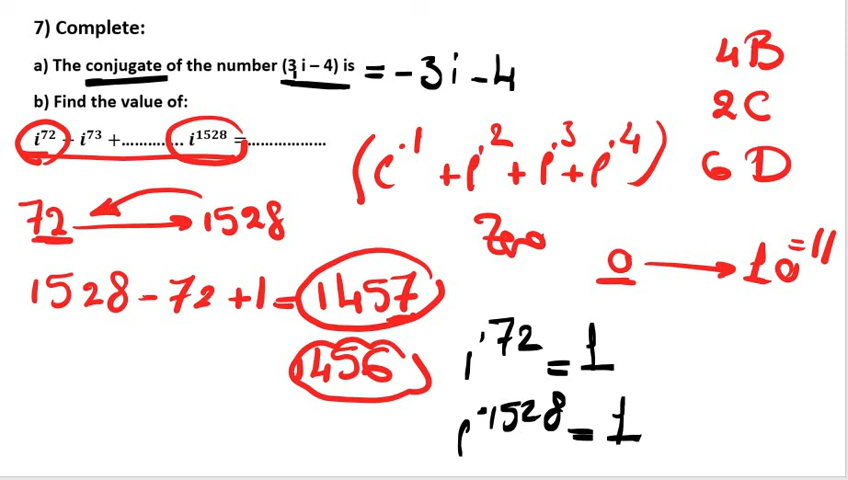 7) Complete:
a) The conjugate of the number (3 i – 4) is = -3i -4
b) Find the value of:
i⁷² + i⁷³ +............. i¹⁵²⁸ =...................
4B
2C
6D
(i¹ + i² + i³ + i⁴)
Zero
72 → 1528
0 → 10 = 11
1528 - 72 + 1 = 1457
1456
i⁷² = 1
i¹⁵²⁸ = 1